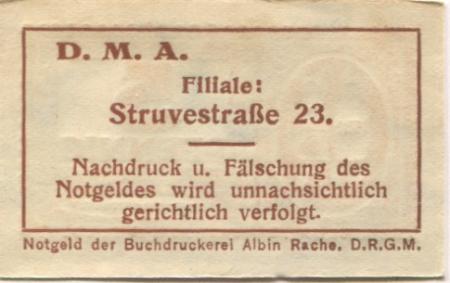 D. M. A.
Filiale:
Struvestraße 23.
Nachdruck u. Fälschung des
Notgeldes wird unnachsichtlich
gerichtlich verfolgt.
Notgeld der Buchdruckerei Albin Rache, D.R.G.M.